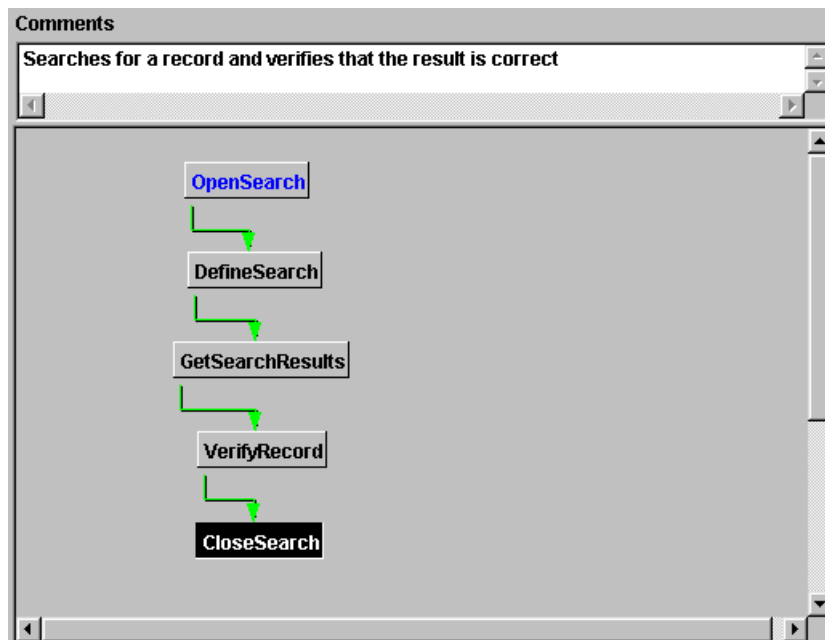 Comments
Searches for a record and verifies that the result is correct
OpenSearch
DefineSearch
GetSearchResults
VerifyRecord
CloseSearch